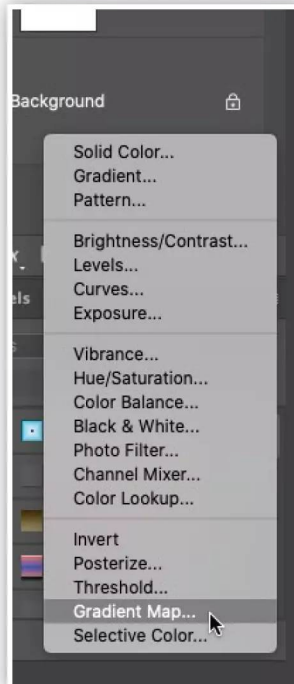 Background
Solid Color...
Gradient...
Pattern...
Brightness/Contrast...
Levels...
Curves...
Exposure...
Vibrance...
Hue/Saturation...
Color Balance...
Black & White...
Photo Filter...
Channel Mixer...
Color Lookup...
Invert
Posterize...
Threshold...
Gradient Map...
Selective Color...